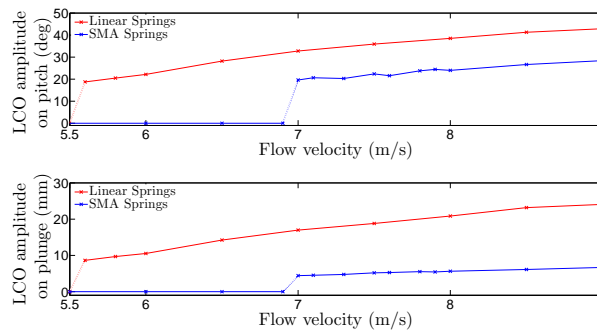 LCO amplitude
on pitch (deg)
50
40
30
20
10
0
Linear Springs
SMA Springs
5.5
6
7
8
Flow velocity (m/s)
LCO amplitude
on plunge (mm)
30
20
10
0
Linear Springs
SMA Springs
5.5
6
7
8
Flow velocity (m/s)